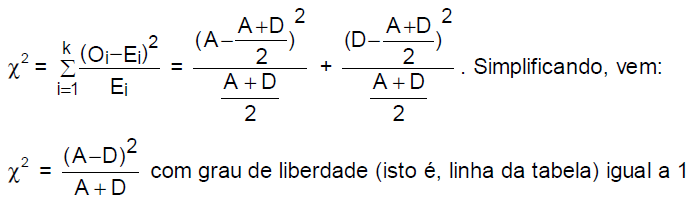 χ² = Σ_{i=1}^{k} (Oi–Ei)² / Ei = (A–(A+D)/2)² / ((A+D)/2) + (D–(A+D)/2)² / ((A+D)/2) . Simplificando, vem:
χ² = (A–D)² / (A+D) com grau de liberdade (isto é, linha da tabela) igual a 1